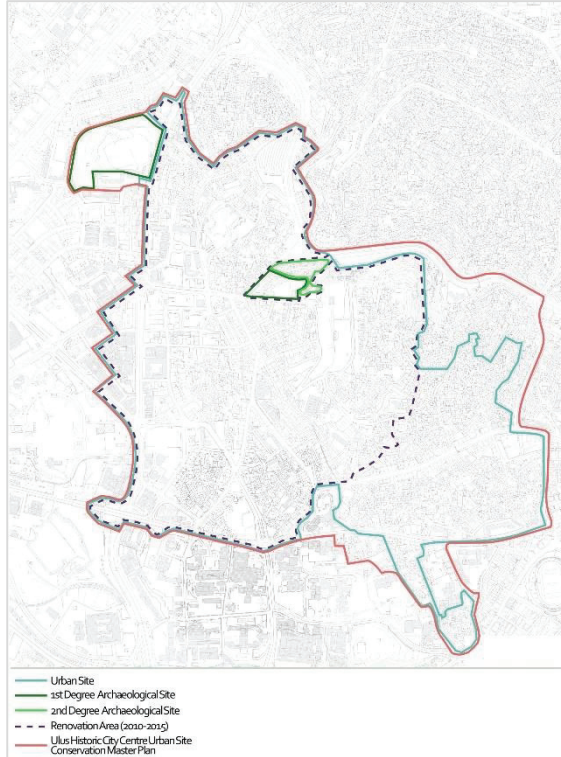 Urban Site
1st Degree Archaeological Site
2nd Degree Archaeological Site
Renovation Area (2010-2015)
Ulus Historic City Centre Urban Site
Conservation Master Plan